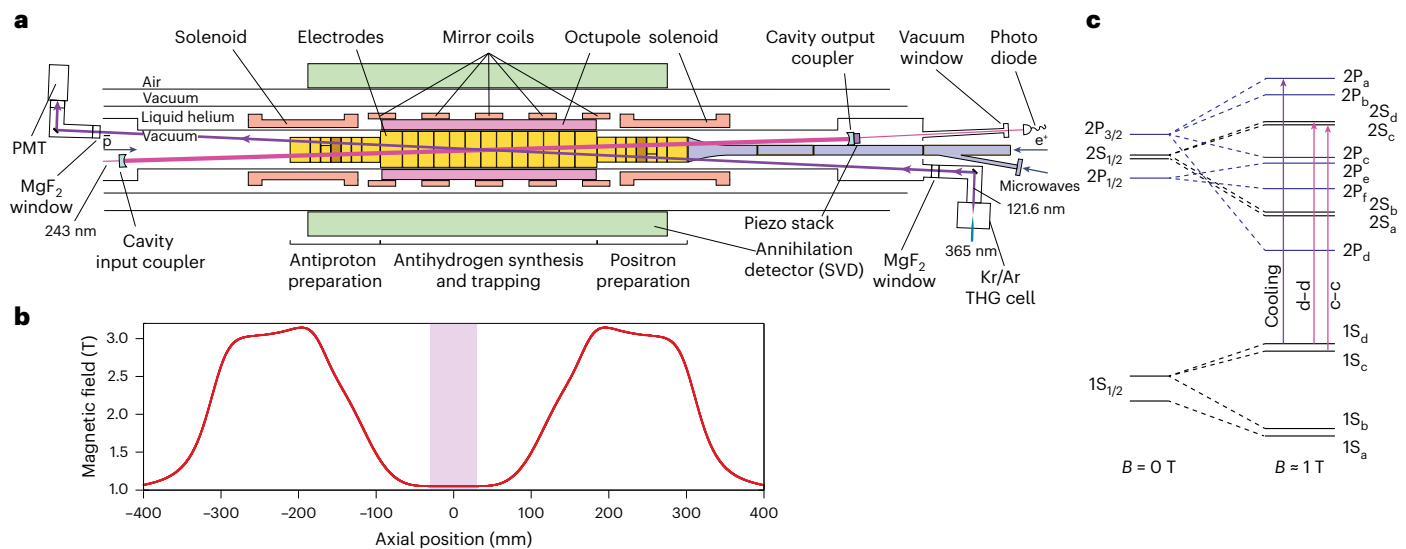 a
Solenoid
Electrodes
Mirror coils
Octupole solenoid
Cavity output
coupler
Vacuum
window
Photo
diode
Air
Vacuum
Liquid helium
Vacuum
PMT
p̅
e⁺
MgF₂
window
243 nm
Cavity
input coupler
Antiproton
preparation
Antihydrogen synthesis
and trapping
Positron
preparation
Piezo stack
Annihilation
detector (SVD)
MgF₂
window
Microwaves
121.6 nm
365 nm
Kr/Ar
THG cell
b
Magnetic field (T)
3.0
2.5
2.0
1.5
1.0
−400
−300
−200
−100
0
100
200
300
400
Axial position (mm)
c
2P₃/₂
2S₁/₂
2P₁/₂
1S₁/₂
2Pₐ
2P_b
2S_d
2S_c
2P_c
2P_e
2P_f
2S_b
2Sₐ
2P_d
Cooling
d–d
c–c
1S_d
1S_c
1S_b
1Sₐ
B = 0 T
B ≈ 1 T